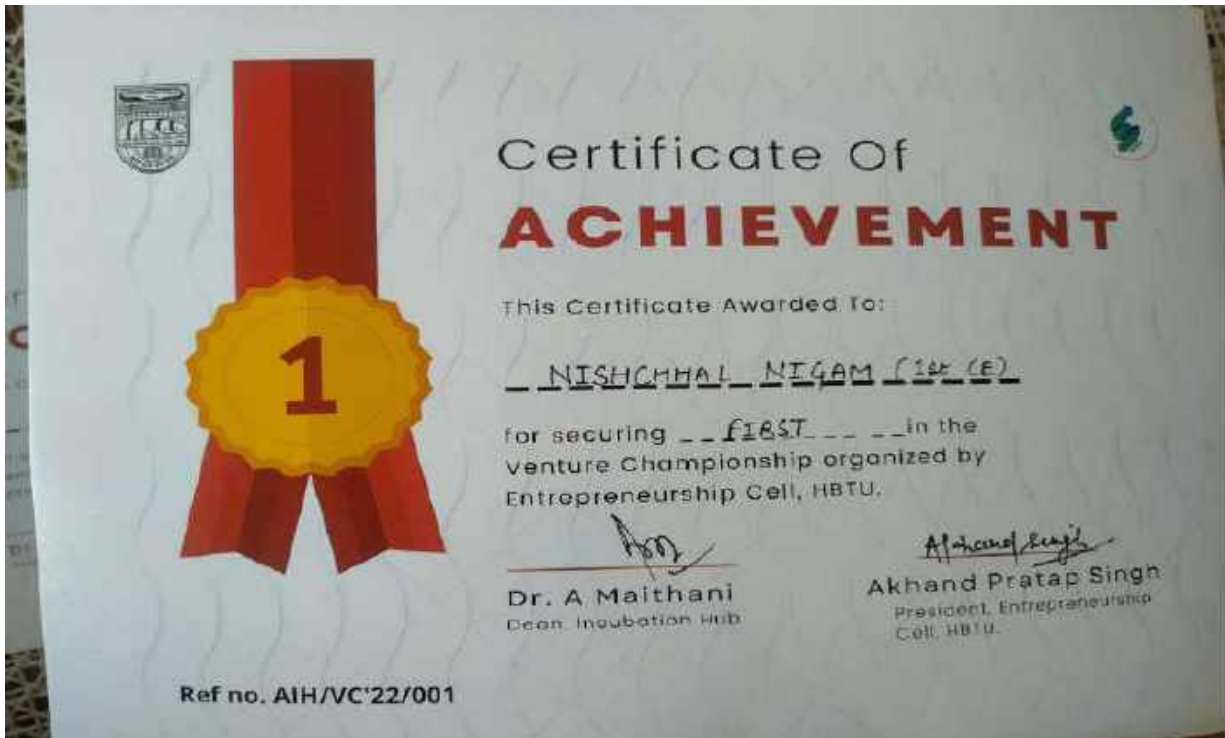 Certificate Of
ACHIEVEMENT
This Certificate Awarded To:
NISHCHHAL NIGAM (1st CE)
1
for securing FIRST in the
Venture Championship organized by
Entrepreneurship Cell, HBTU.
Dr. A Maithani
Dean, Incubation Hub
Akhand Pratap Singh
President, Entrepreneurship
Cell, HBTU.
Ref no. AIH/VC'22/001